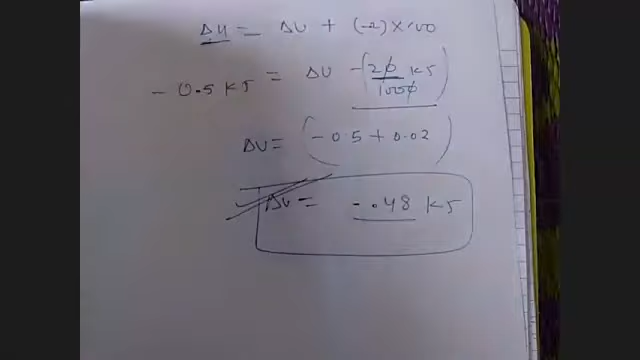 ΔH = ΔU + (-2) × 100
- 0.5 KJ = ΔU - (20/1000 KJ)
ΔU = (- 0.5 + 0.02)
ΔU = - .48 KJ